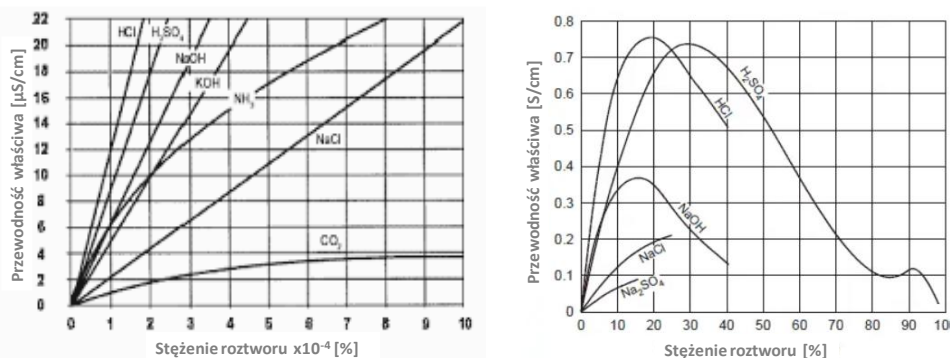 Przewodność właściwa [µS/cm]
22
20
18
16
14
12
10
8
6
4
2
0
HCl
H₂SO₄
NaOH
KOH
NH₃
NaCl
CO₂
0 1 2 3 4 5 6 7 8 9 10
Stężenie roztworu x10⁻⁴ [%]
Przewodność właściwa [S/cm]
0.8
0.7
0.6
0.5
0.4
0.3
0.2
0.1
0
H₂SO₄
HCl
NaOH
NaCl
Na₂SO₄
0 10 20 30 40 50 60 70 80 90 100
Stężenie roztworu [%]